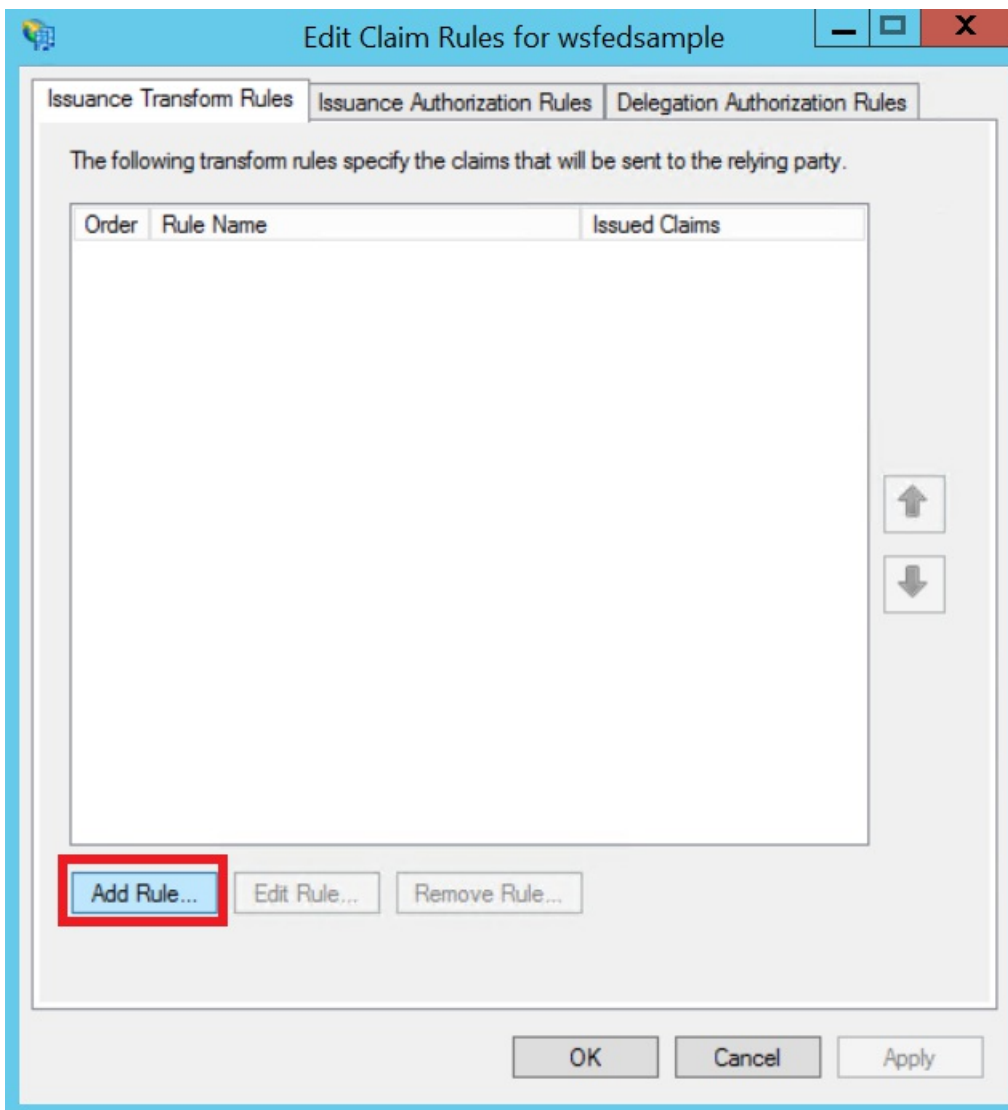 Edit Claim Rules for wsfedsample
X
Issuance Transform Rules Issuance Authorization Rules Delegation Authorization Rules
The following transform rules specify the claims that will be sent to the relying party.
Order Rule Name Issued Claims
Add Rule... Edit Rule... Remove Rule...
OK Cancel Apply